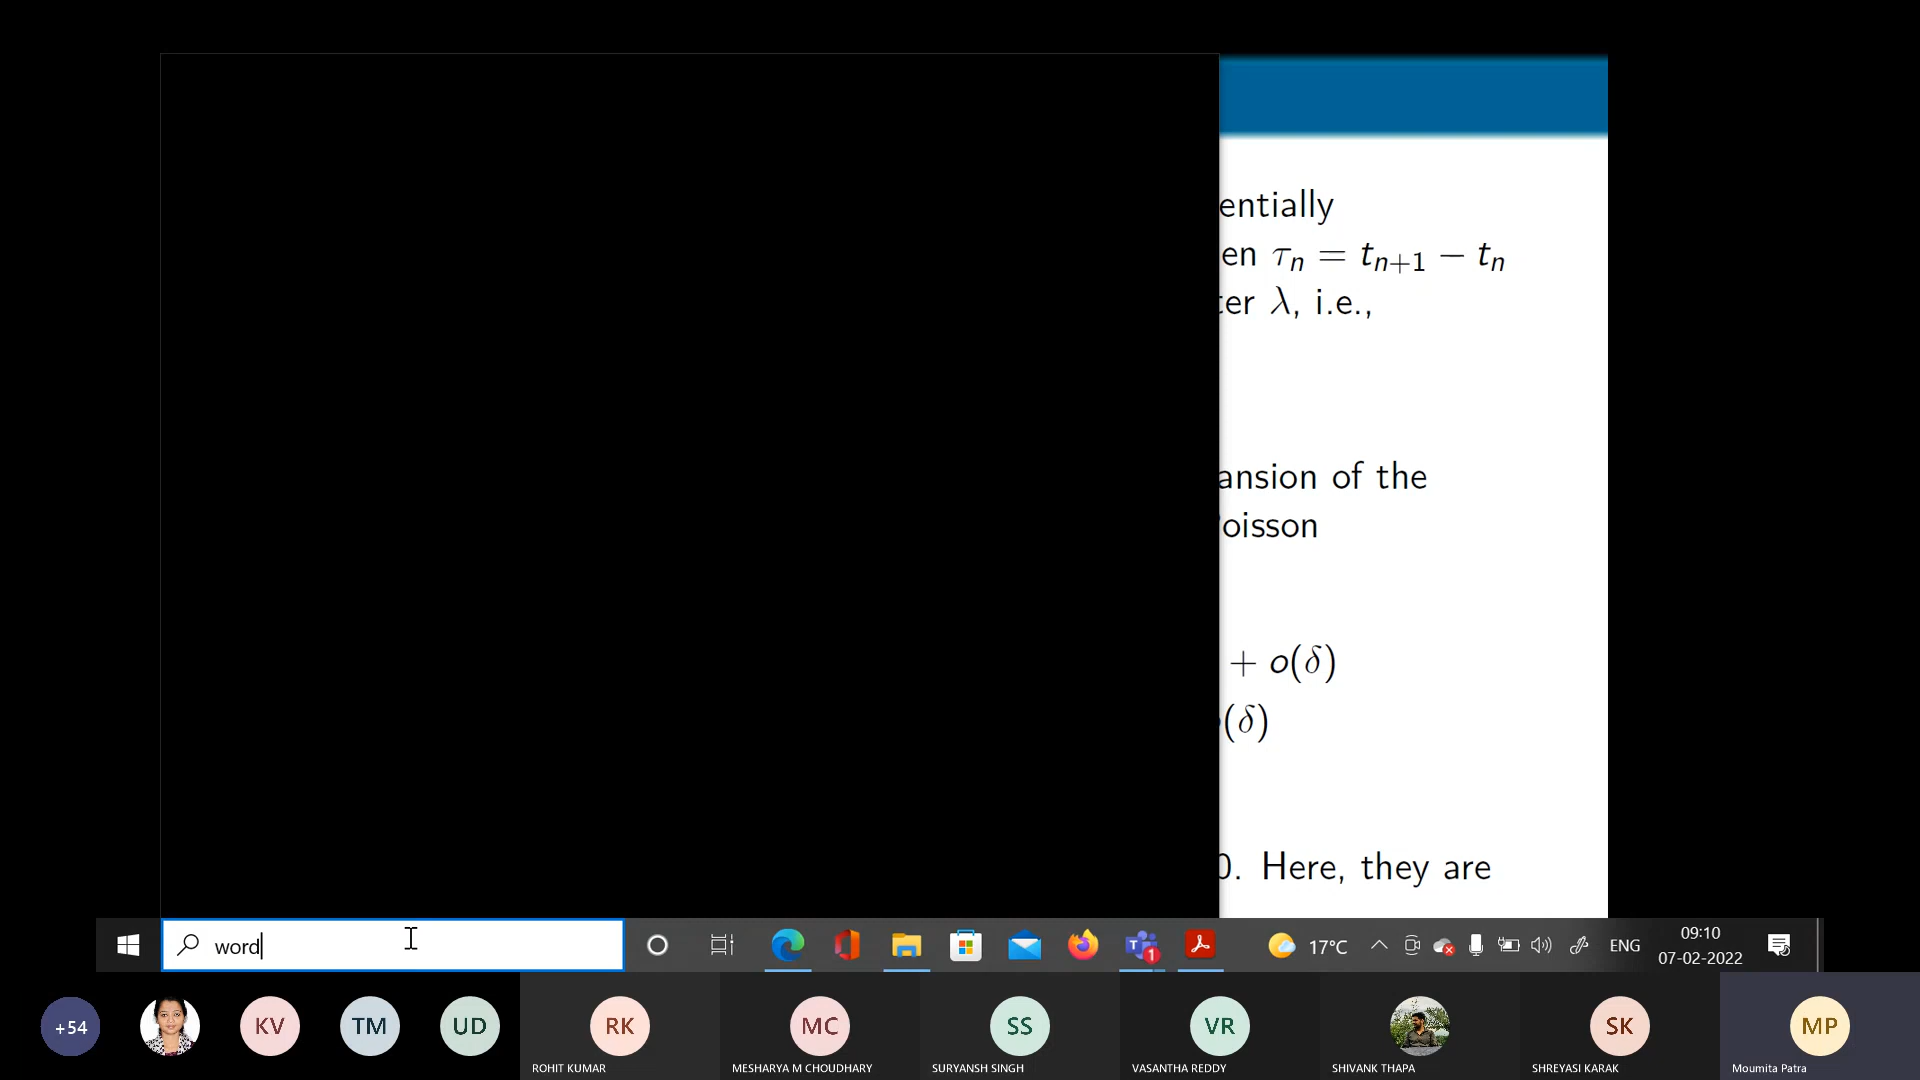 entially
en τn = tn+1 − tn
ter λ, i.e.,
ansion of the
oisson
+ o(δ)
(δ)
0. Here, they are
word
1
17°C
ENG
09:10
07-02-2022
+54
KV
TM
UD
RK
MC
SS
VR
SK
MP
ROHIT KUMAR
MESHARYA M CHOUDHARY
SURYANSH SINGH
VASANTHA REDDY
SHIVANK THAPA
SHREYASI KARAK
Moumita Patra